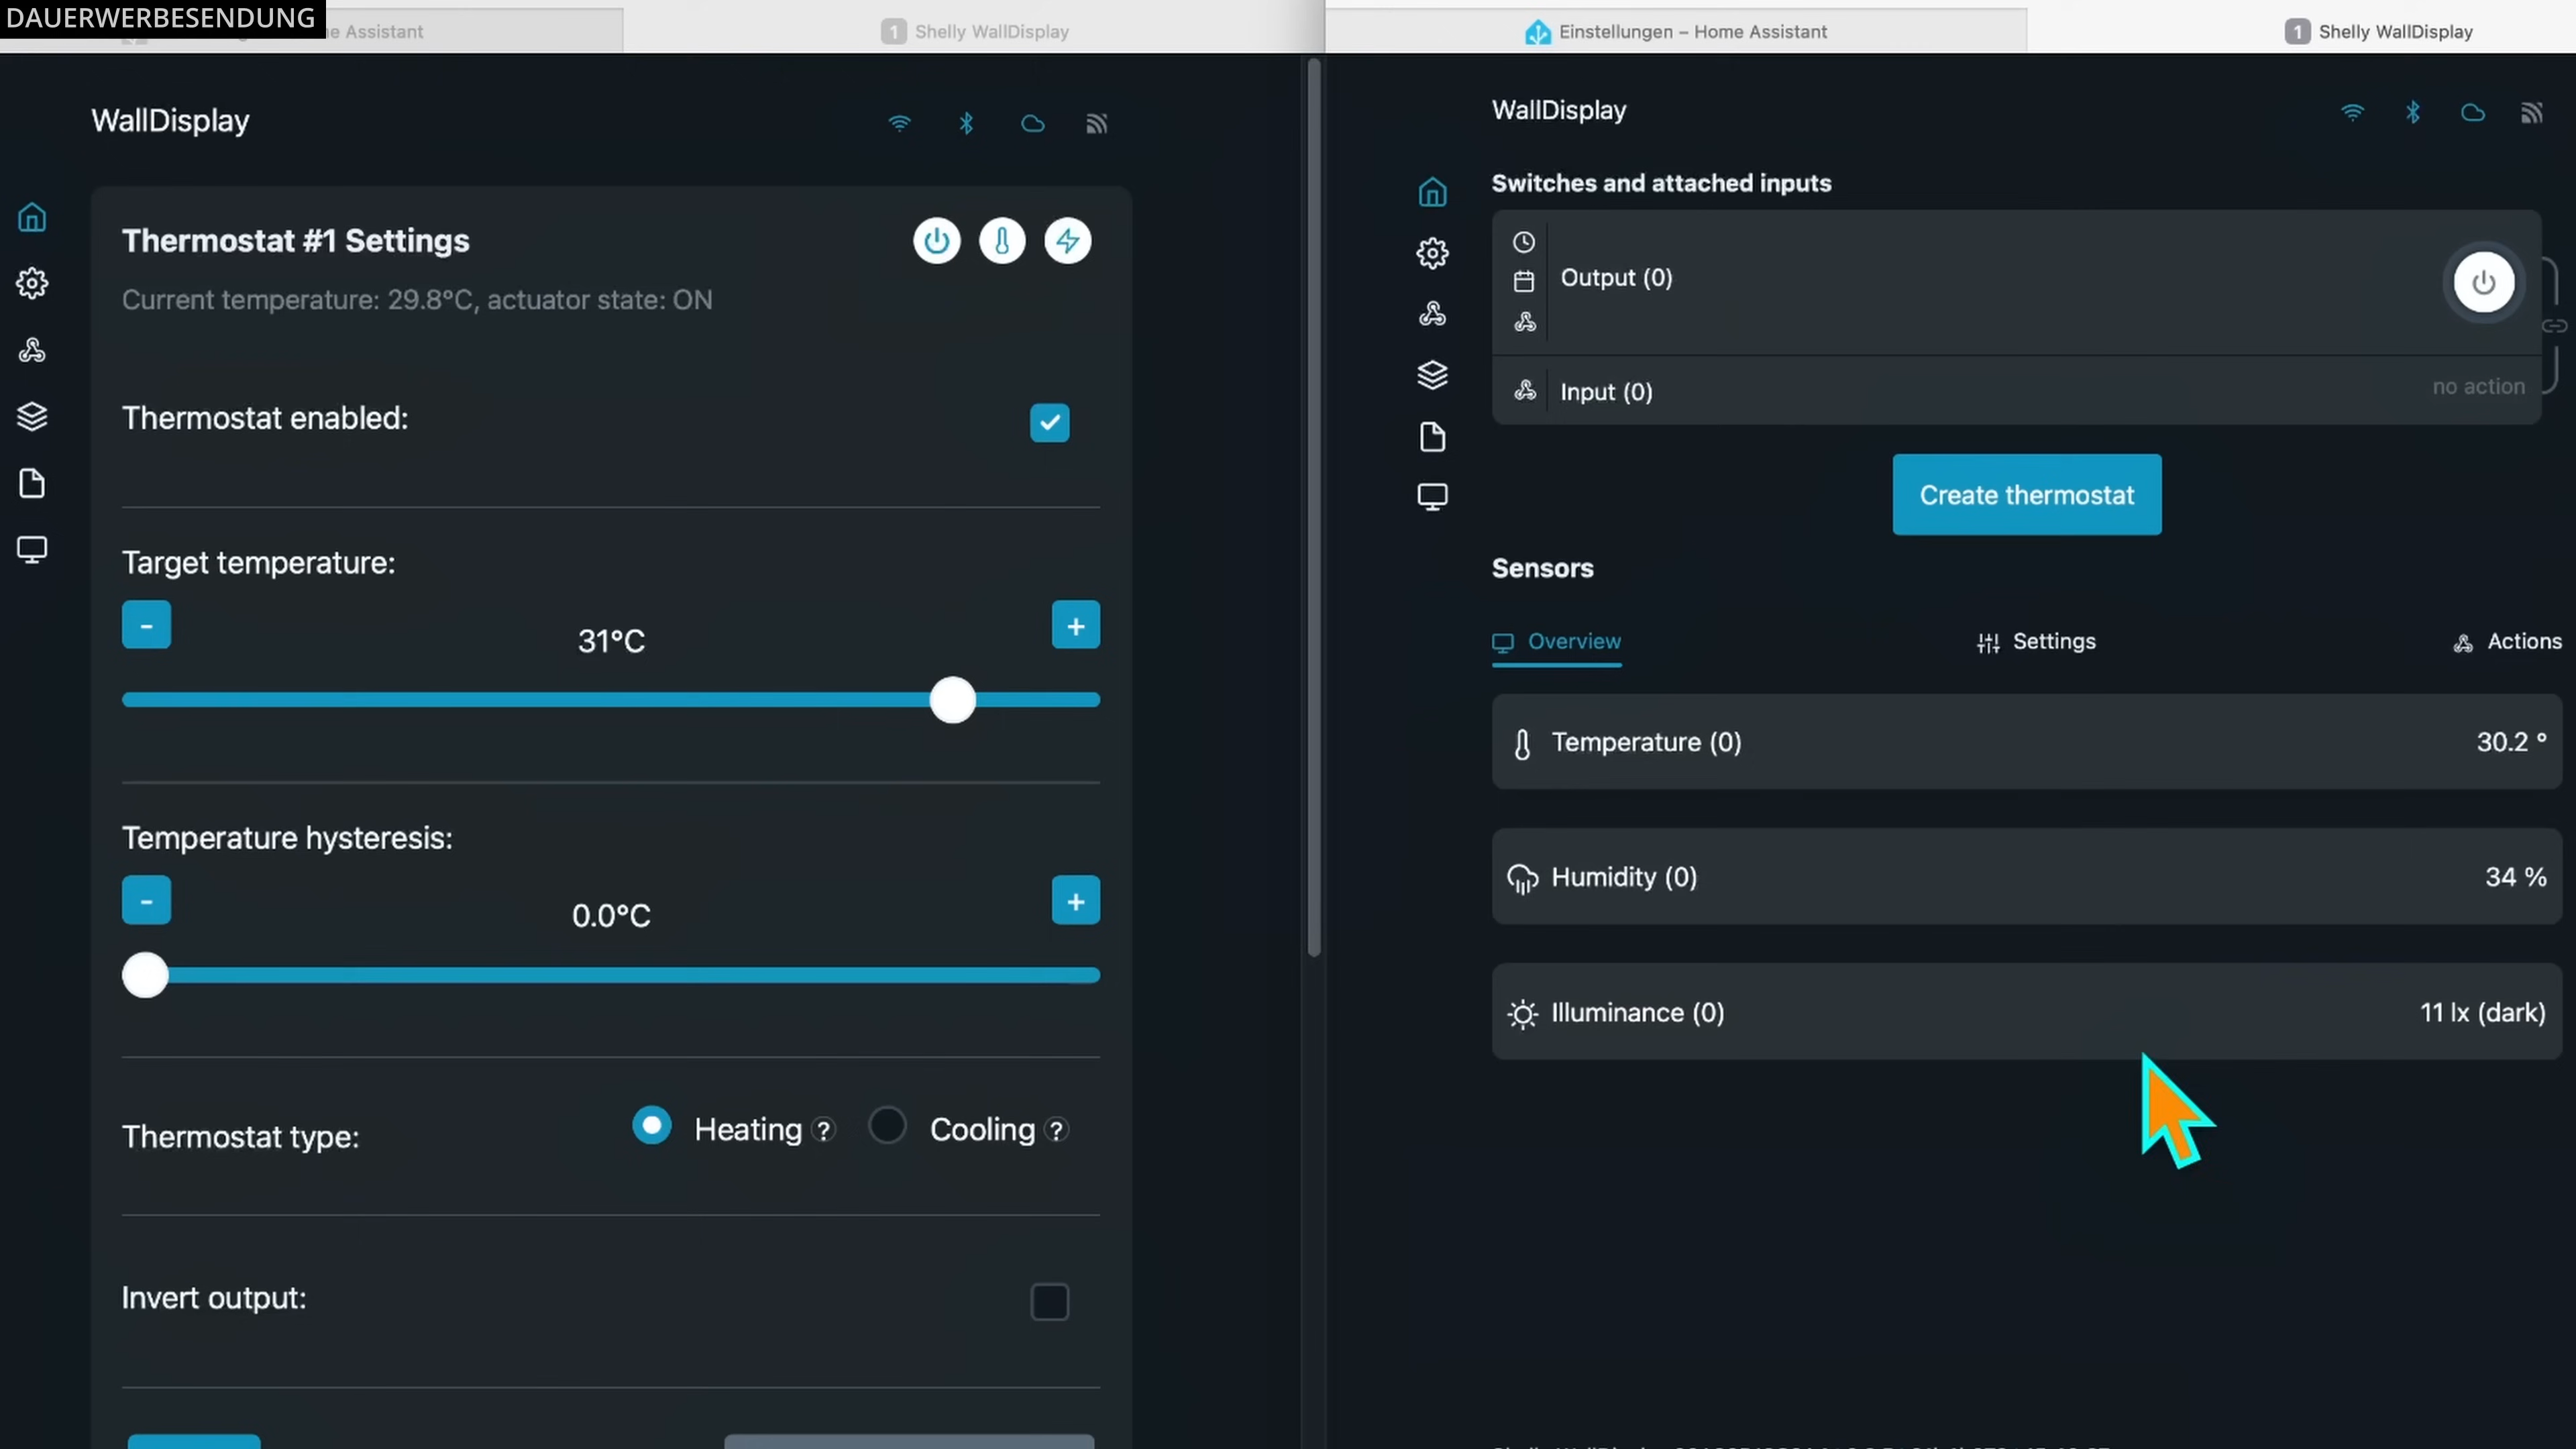 DAUERWERBESENDUNG
Assistant
1 Shelly WallDisplay
WallDisplay
Thermostat #1 Settings
Current temperature: 29.8°C, actuator state: ON
Thermostat enabled:
Target temperature:
- 31°C +
Temperature hysteresis:
- 0.0°C +
Thermostat type: Heating ? Cooling ?
Invert output:
Einstellungen – Home Assistant
1 Shelly WallDisplay
WallDisplay
Switches and attached inputs
Output (0)
Input (0) no action
Create thermostat
Sensors
Overview Settings Actions
Temperature (0) 30.2 °
Humidity (0) 34 %
Illuminance (0) 11 lx (dark)